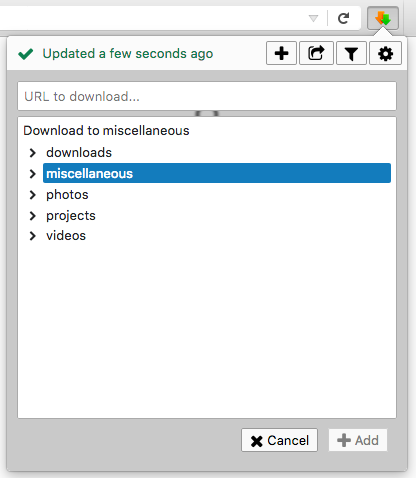 Updated a few seconds ago
URL to download...
Download to miscellaneous
downloads
miscellaneous
photos
projects
videos
Cancel
Add